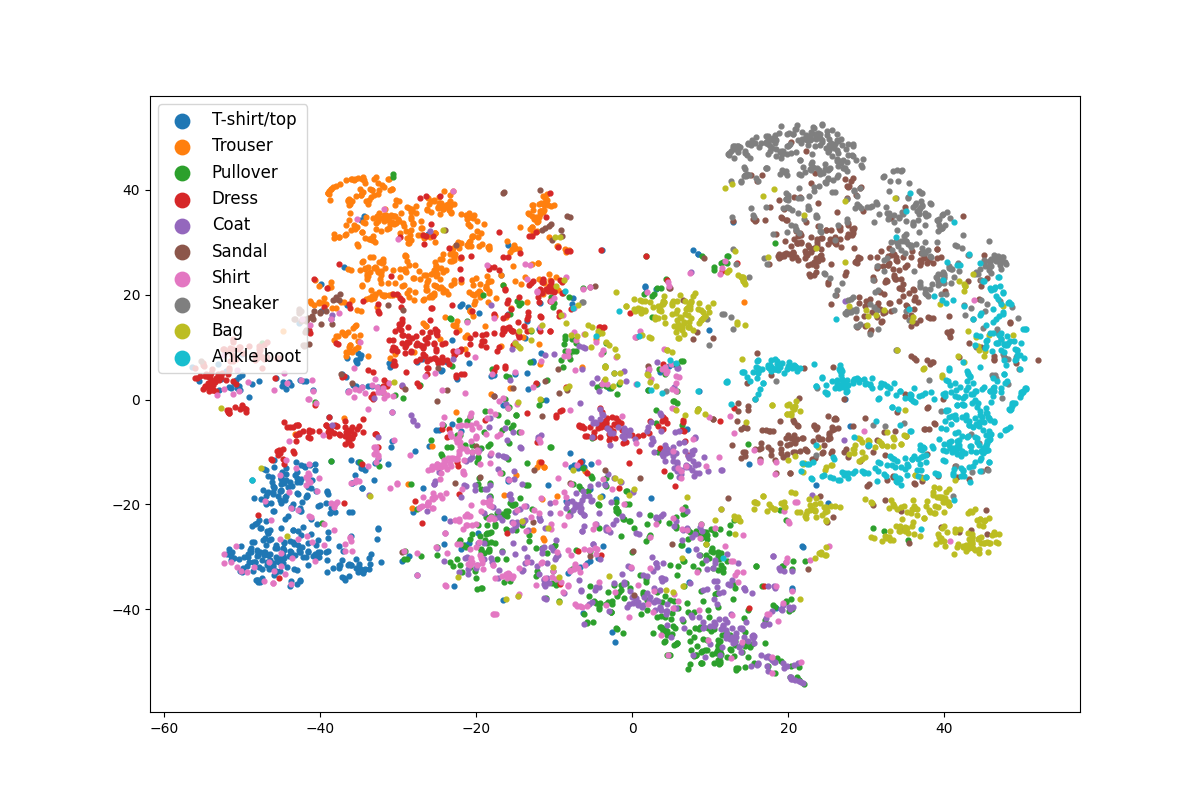 T-shirt/top
Trouser
Pullover
Dress
Coat
Sandal
Shirt
Sneaker
Bag
Ankle boot
40
20
0
−20
−40
−60 −40 −20 0 20 40